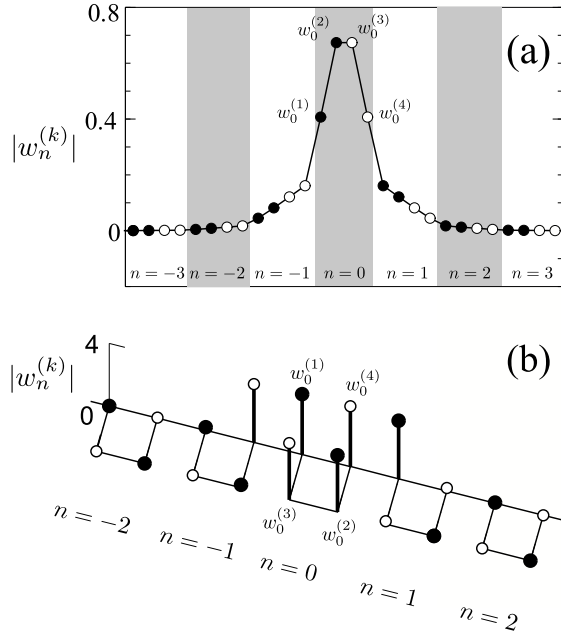 0.8
w_0^{(2)} w_0^{(3)}
(a)
w_0^{(1)} w_0^{(4)}
0.4
|w_n^{(k)}|
0
n = −3 n = −2 n = −1 n = 0 n = 1 n = 2 n = 3
(b)
4
|w_n^{(k)}|
0
w_0^{(1)} w_0^{(4)}
w_0^{(3)} w_0^{(2)}
n = −2 n = −1 n = 0 n = 1 n = 2